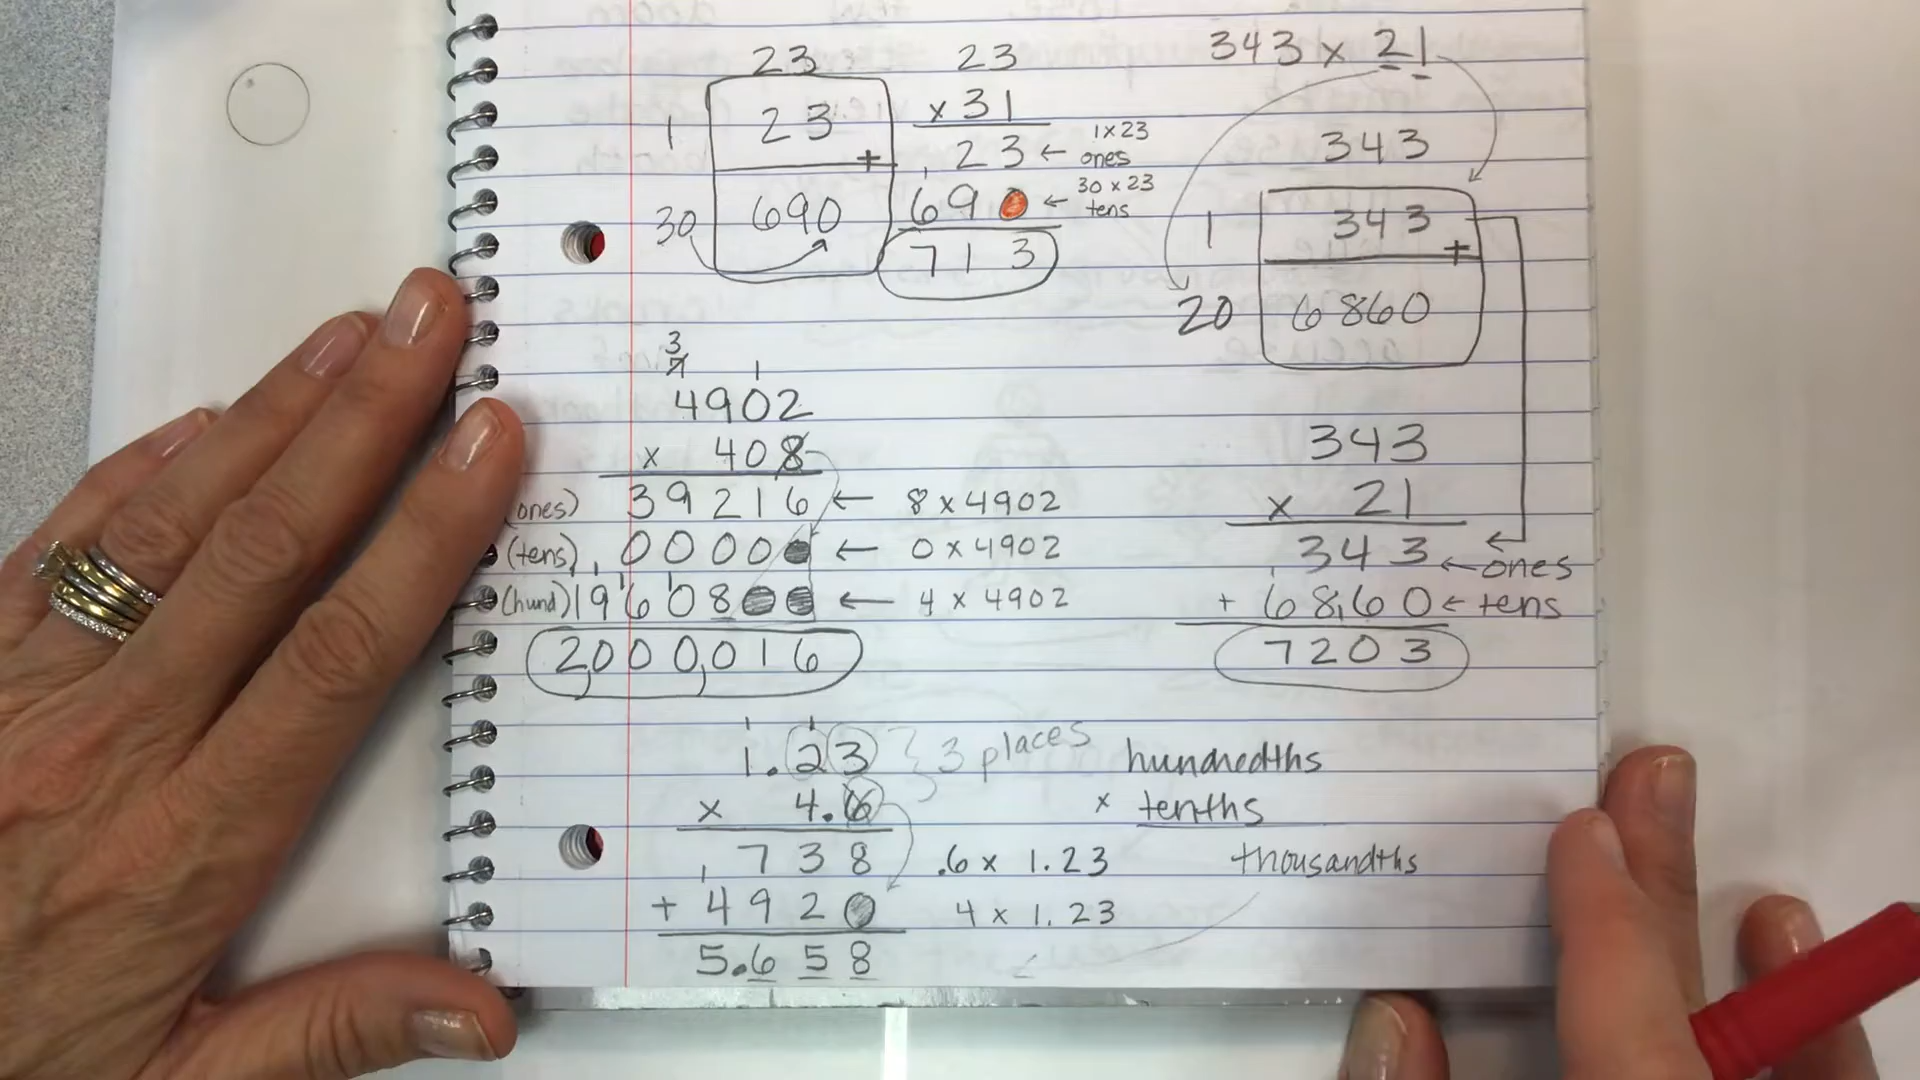 23
1 23
+
30 690
23
x 31
23 ← 1x23 ones
690 ← 30 x 23 tens
713
343 x 21
343
1 343
+
20 6860
4902
x 408
(ones) 39216 ← 8 x 4902
(tens) 0000 ← 0 x 4902
(hund) 19608 ← 4 x 4902
2,000,016
343
x 21
343 ← ones
+ 6860 ← tens
7203
1.23 } 3 places hundredths
x 4.6 x tenths
738 .6 x 1.23 thousandths
+ 4920 4 x 1.23
5.658